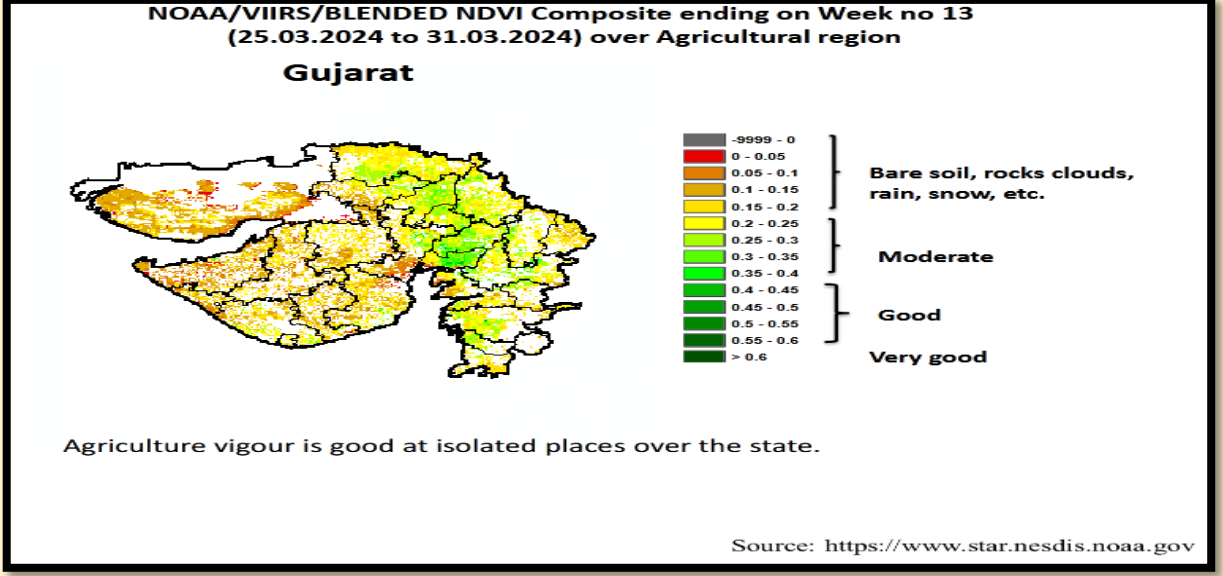 NOAA/VIIRS/BLENDED NDVI Composite ending on Week no 13
(25.03.2024 to 31.03.2024) over Agricultural region
Gujarat
-9999 - 0
0 - 0.05
0.05 - 0.1
0.1 - 0.15
0.15 - 0.2
0.2 - 0.25
0.25 - 0.3
0.3 - 0.35
0.35 - 0.4
0.4 - 0.45
0.45 - 0.5
0.5 - 0.55
0.55 - 0.6
> 0.6
Bare soil, rocks clouds,
rain, snow, etc.
Moderate
Good
Very good
Agriculture vigour is good at isolated places over the state.
Source: https://www.star.nesdis.noaa.gov